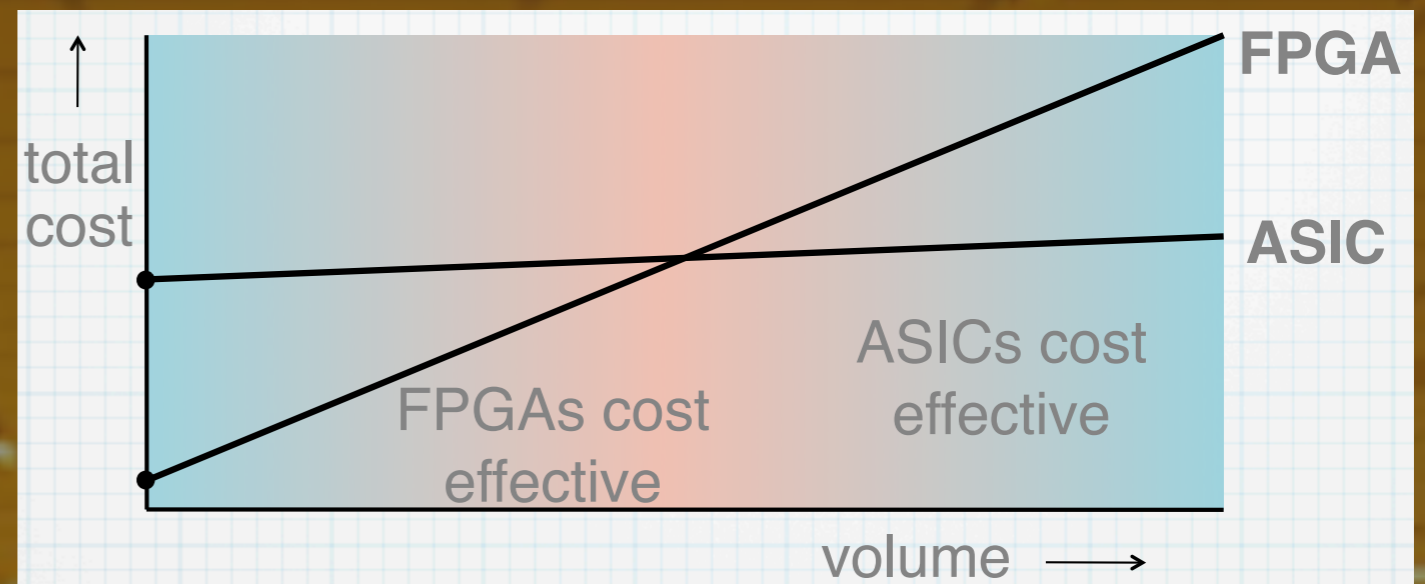 FPGA
total
cost
ASIC
ASICs cost
effective
FPGAs cost
effective
volume